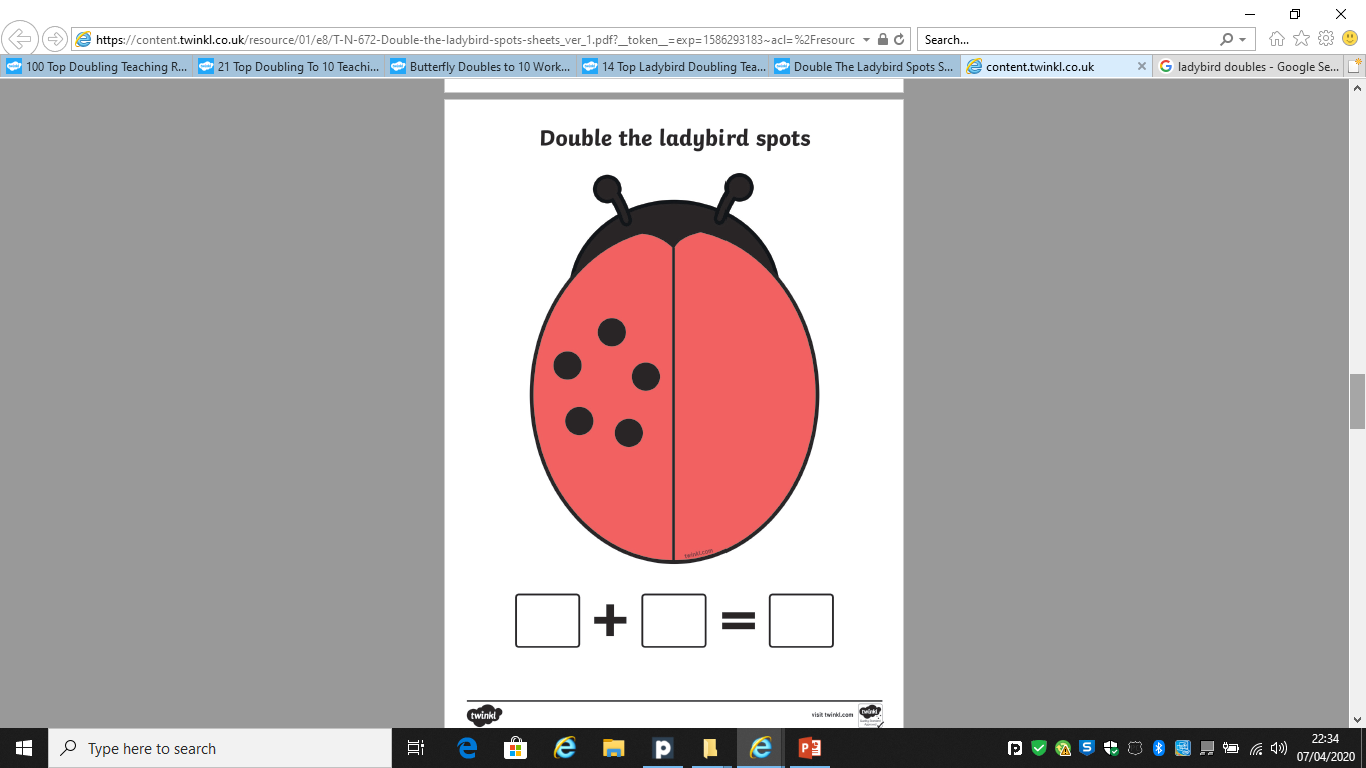 https://content.twinkl.co.uk/resource/01/e8/T-N-672-Double-the-ladybird-spots-sheets_ver_1.pdf?__token__=exp=1586293183~acl=%2Fresourc
Search...
100 Top Doubling Teaching R...
21 Top Doubling To 10 Teachi...
Butterfly Doubles to 10 Work...
14 Top Ladybird Doubling Tea...
Double The Ladybird Spots S...
content.twinkl.co.uk
ladybird doubles - Google Se...
Double the ladybird spots
twinkl.com
+ =
twinkl
visit twinkl.com
twinkl
Type here to search
22:34
07/04/2020